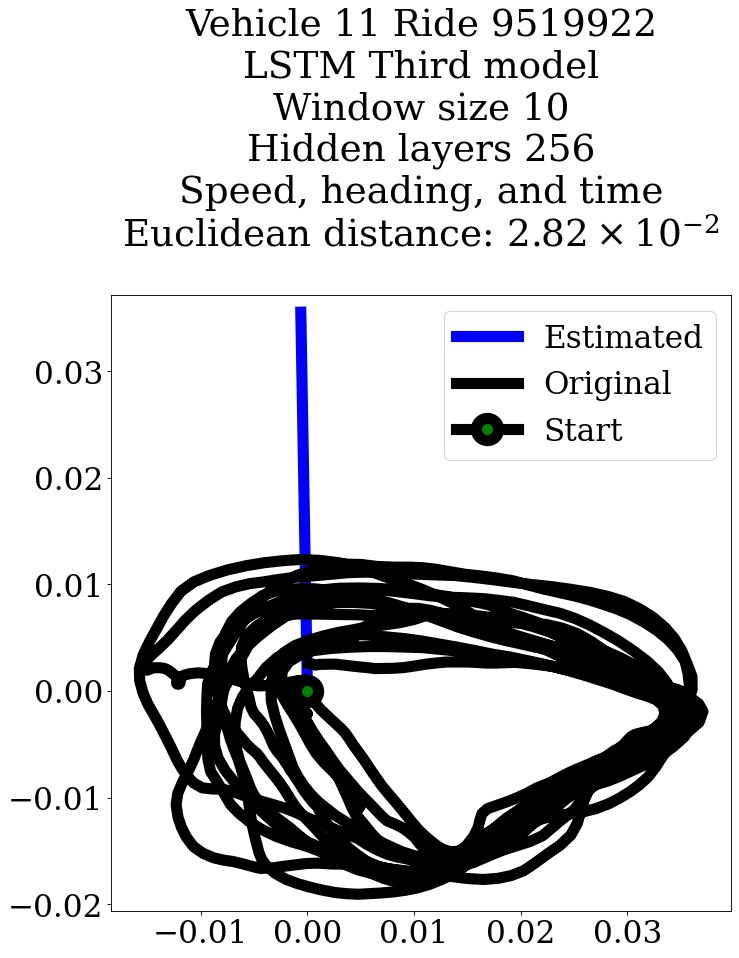 Vehicle 11 Ride 9519922
LSTM Third model
Window size 10
Hidden layers 256
Speed, heading, and time
Euclidean distance: 2.82 × 10⁻²
Estimated
Original
Start
0.03
0.02
0.01
0.00
−0.01
−0.02
−0.01 0.00 0.01 0.02 0.03